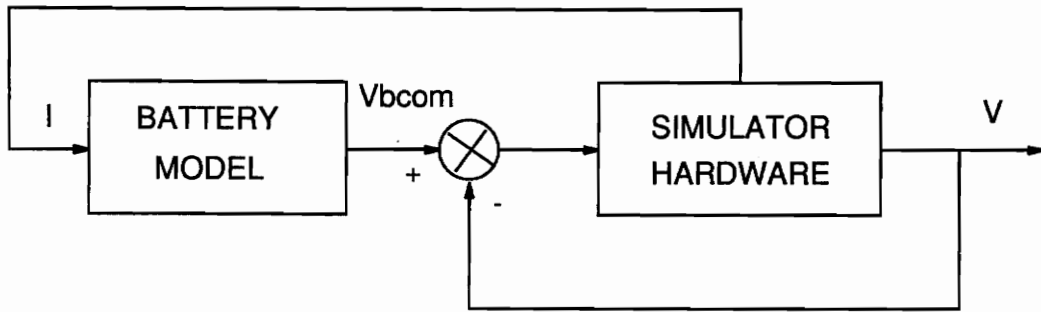 I
BATTERY
MODEL
Vbcom
+
-
SIMULATOR
HARDWARE
V